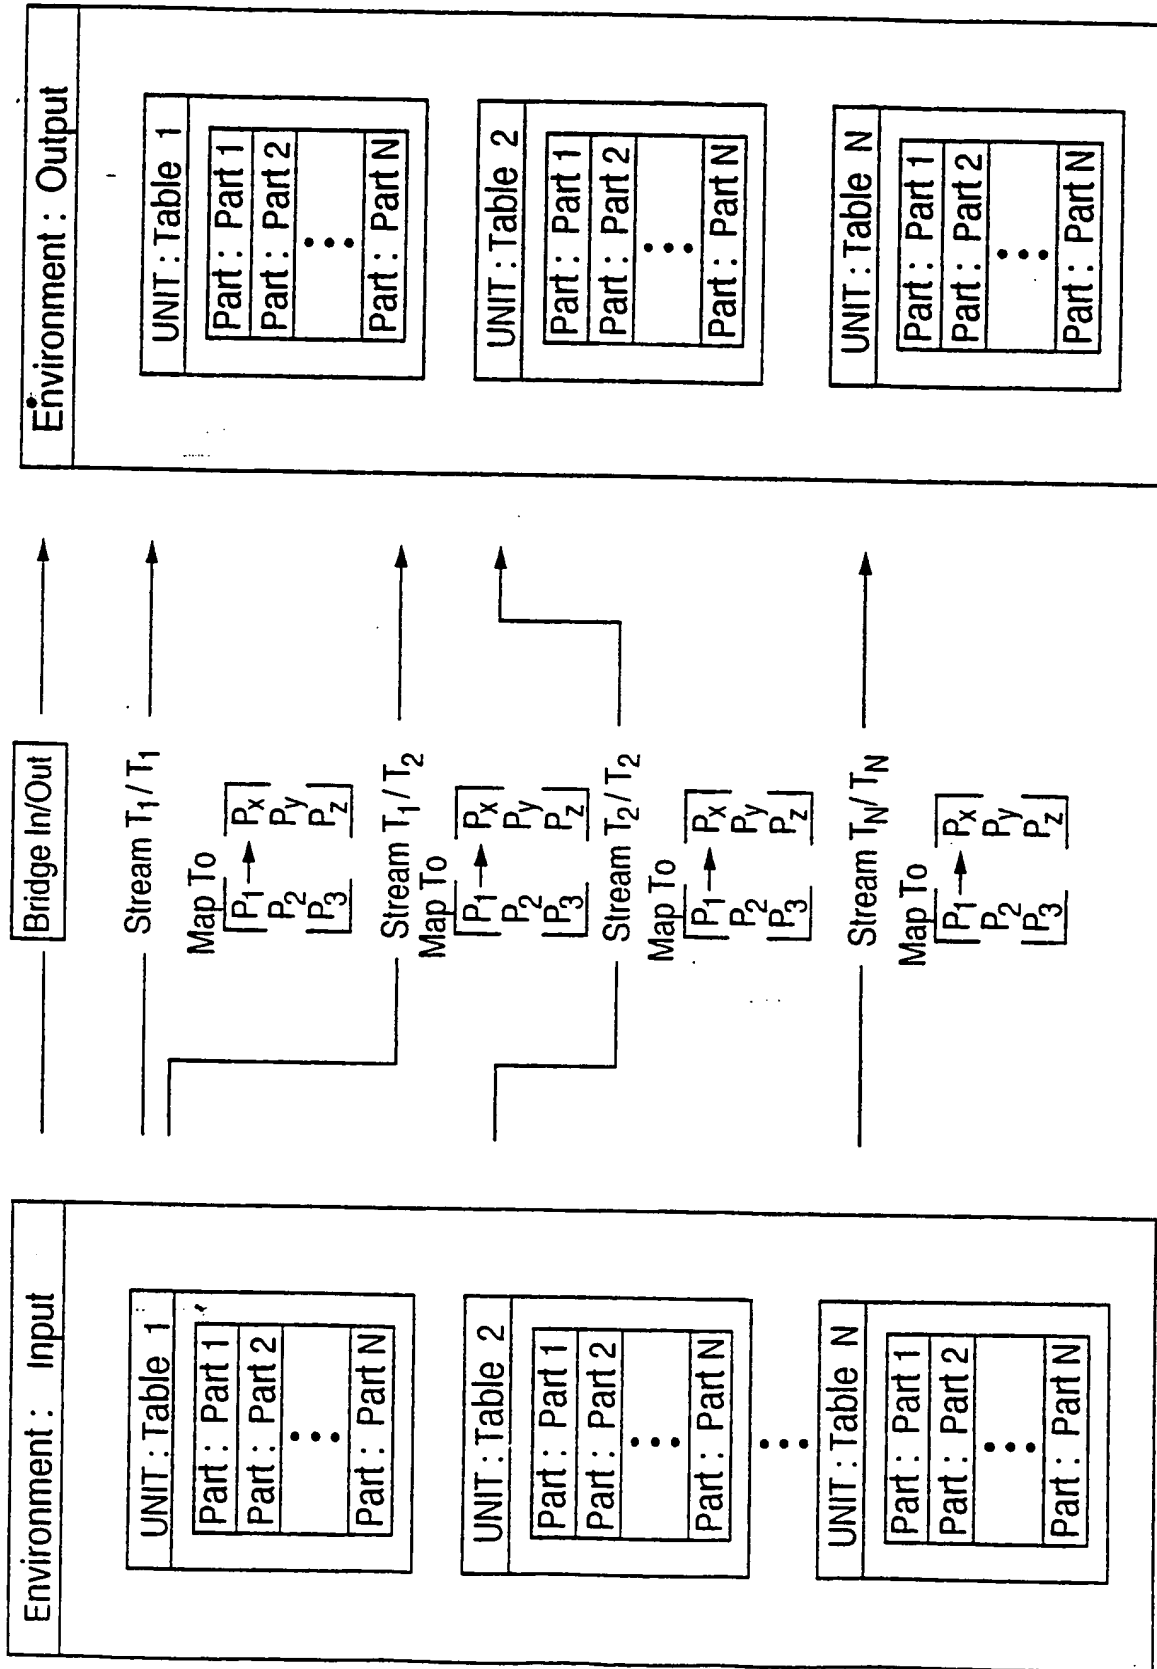 Environment : Input
UNIT : Table 1
Part : Part 1
Part : Part 2
Part : Part N
UNIT : Table 2
Part : Part 1
Part : Part 2
Part : Part N
UNIT : Table N
Part : Part 1
Part : Part 2
Part : Part N
Bridge In/Out
Stream T1/T1
Map To
P1 Px
P2 Py
P3 Pz
Stream T1/T2
Map To
P1 Px
P2 Py
P3 Pz
Stream T2/T2
Map To
P1 Px
P2 Py
P3 Pz
Stream TN/TN
Map To
P1 Px
P2 Py
P3 Pz
Environment : Output
UNIT : Table 1
Part : Part 1
Part : Part 2
Part : Part N
UNIT : Table 2
Part : Part 1
Part : Part 2
Part : Part N
UNIT : Table N
Part : Part 1
Part : Part 2
Part : Part N